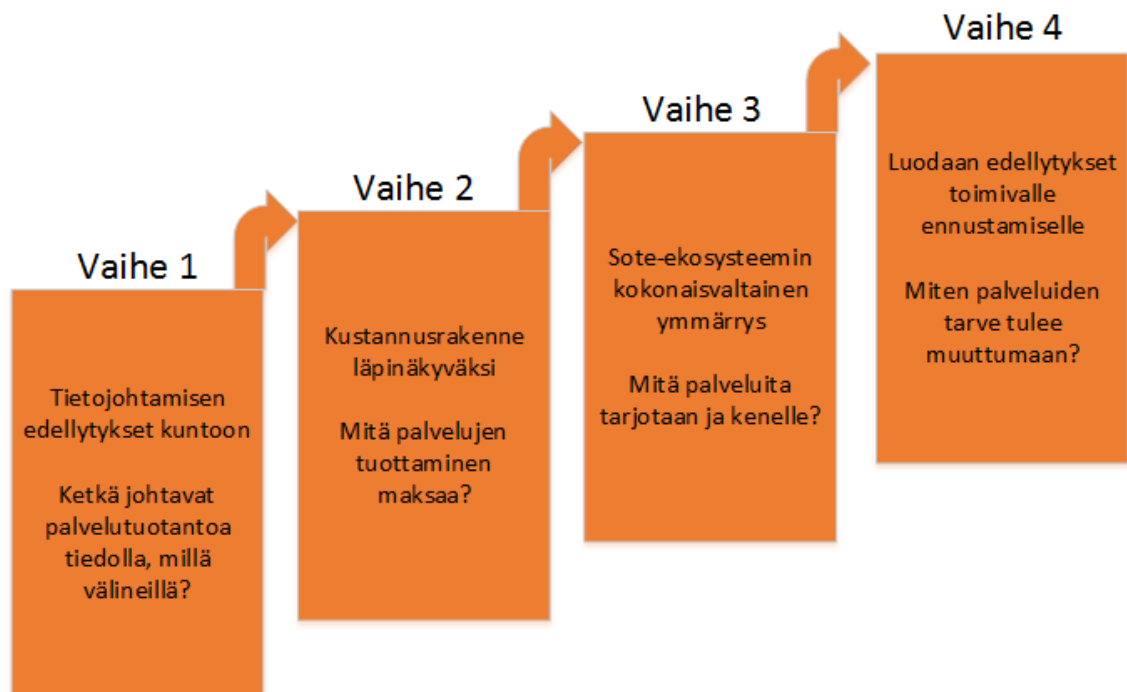 Vaihe 1
Tietojohtamisen
edellytykset kuntoon
Ketkä johtavat
palvelutuotantoa
tiedolla, millä
välineillä?
Vaihe 2
Kustannusrakenne
läpinäkyväksi
Mitä palvelujen
tuottaminen
maksaa?
Vaihe 3
Sote-ekosysteemin
kokonaisvaltainen
ymmärrys
Mitä palveluita
tarjotaan ja kenelle?
Vaihe 4
Luodaan edellytykset
toimivalle
ennustamiselle
Miten palveluiden
tarve tulee
muuttumaan?